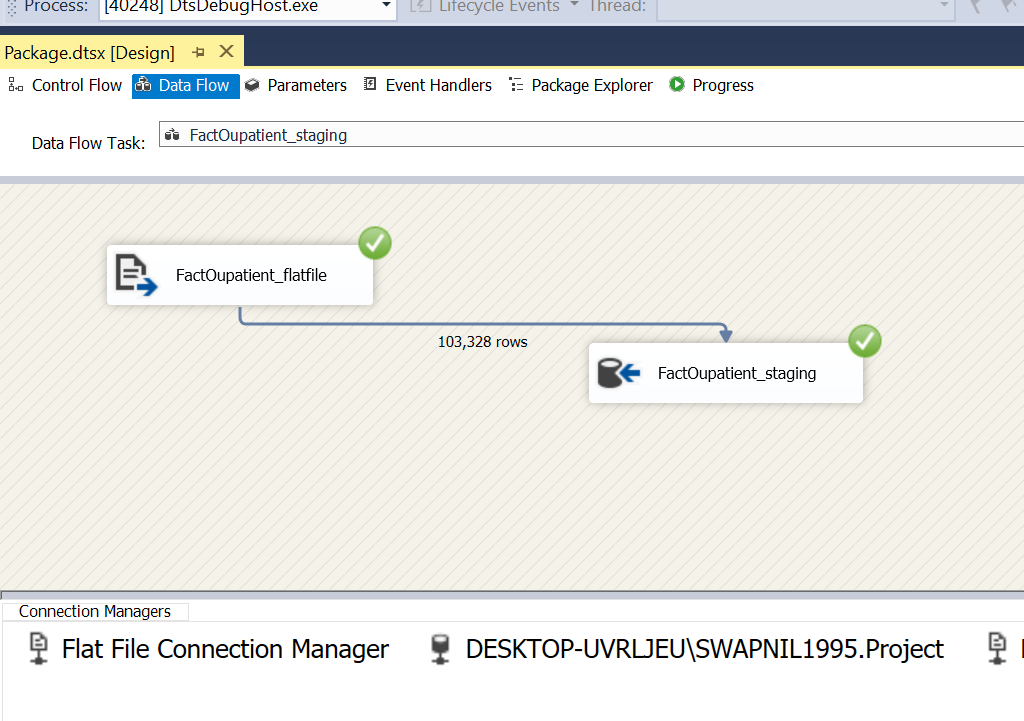 Process: [40248] DtsDebugHost.exe Lifecycle Events Thread:
Package.dtsx [Design]
Control Flow Data Flow Parameters Event Handlers Package Explorer Progress
Data Flow Task: FactOupatient_staging
FactOupatient_flatfile
103,328 rows
FactOupatient_staging
Connection Managers
Flat File Connection Manager DESKTOP-UVRLJEU\SWAPNIL1995.Project